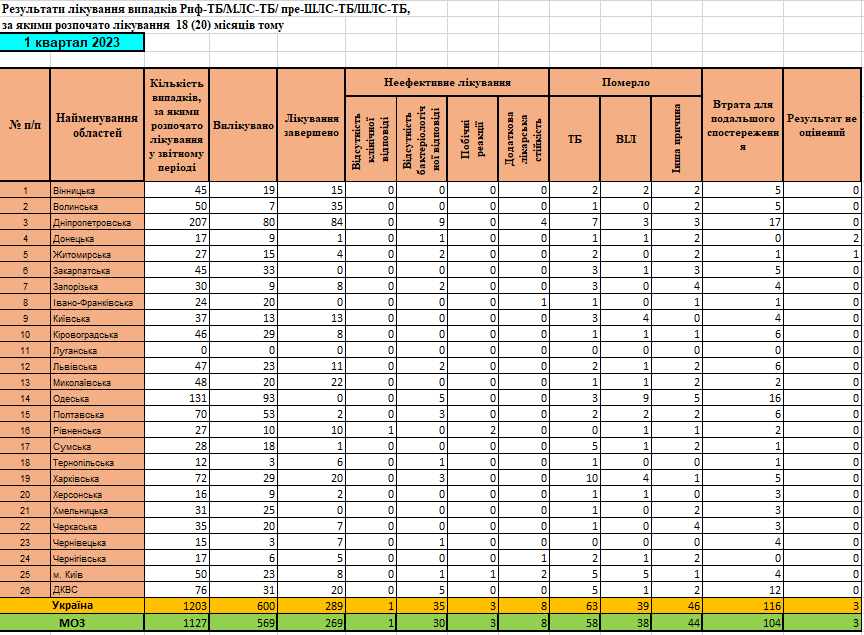 Результати лікування випадків Риф-ТБ/МЛС-ТБ/ пре-ШЛС-ТБ/ШЛС-ТБ,
за якими розпочато лікування 18 (20) місяців тому
1 квартал 2023
№ п/п Найменування областей Кількість випадків, за якими розпочато лікування у звітному періоді Вилікувано Лікування завершено Неефективне лікування Померло Втрата для подальшого спостереження Результат не оцінений
Відсутність клінічної відповіді Відсутність бактеріологічної відповіді Побічні реакції Додаткова лікарська стійкість ТБ ВІЛ Інша причина
1 Вінницька 45 19 15 0 0 0 0 2 2 2 5 0
2 Волинська 50 7 35 0 0 0 0 1 0 2 5 0
3 Дніпропетровська 207 80 84 0 9 0 4 7 3 3 17 0
4 Донецька 17 9 1 0 1 0 0 1 1 2 0 2
5 Житомирська 27 15 4 0 2 0 0 2 0 2 1 1
6 Закарпатська 45 33 0 0 0 0 0 3 1 3 5 0
7 Запорізька 30 9 8 0 2 0 0 3 0 4 4 0
8 Івано-Франківська 24 20 0 0 0 0 1 1 0 1 1 0
9 Київська 37 13 13 0 0 0 0 3 4 0 4 0
10 Кіровоградська 46 29 8 0 0 0 0 1 1 1 6 0
11 Луганська 0 0 0 0 0 0 0 0 0 0 0 0
12 Львівська 47 23 11 0 2 0 0 2 1 2 6 0
13 Миколаївська 48 20 22 0 0 0 0 1 1 2 2 0
14 Одеська 131 93 0 0 5 0 0 3 9 5 16 0
15 Полтавська 70 53 2 0 3 0 0 2 2 2 6 0
16 Рівненська 27 10 10 1 0 2 0 0 1 1 2 0
17 Сумська 28 18 1 0 0 0 0 5 1 2 1 0
18 Тернопільська 12 3 6 0 1 0 0 1 0 0 1 0
19 Харківська 72 29 20 0 3 0 0 10 4 1 5 0
20 Херсонська 16 9 2 0 0 0 0 1 1 0 3 0
21 Хмельницька 31 25 0 0 0 0 0 1 0 2 3 0
22 Черкаська 35 20 7 0 0 0 0 1 0 4 3 0
23 Чернівецька 15 3 7 0 1 0 0 0 0 0 4 0
24 Чернігівська 17 6 5 0 0 0 1 2 1 2 0 0
25 м. Київ 50 23 8 0 1 1 2 5 5 1 4 0
26 ДКВС 76 31 20 0 5 0 0 5 1 2 12 0
Україна 1203 600 289 1 35 3 8 63 39 46 116 3
МОЗ 1127 569 269 1 30 3 8 58 38 44 104 3